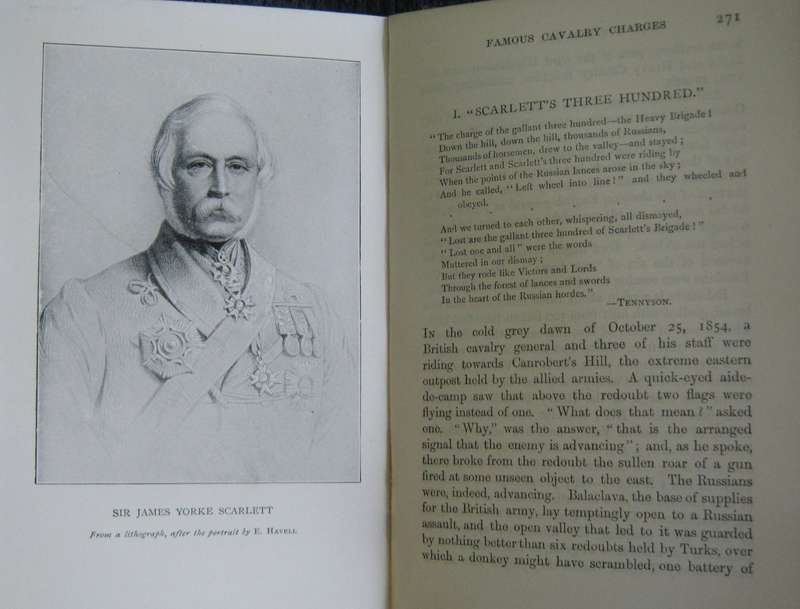 SIR JAMES YORKE SCARLETT
From a lithograph, after the portrait by E. HAVELL
FAMOUS CAVALRY CHARGES 271
I. "SCARLETT'S THREE HUNDRED."
"The charge of the gallant three hundred—the Heavy Brigade!
Down the hill, down the hill, thousands of Russians,
Thousands of horsemen, drew to the valley—and stayed;
For Scarlett and Scarlett's three hundred were riding by
When the points of the Russian lances arose in the sky;
And he called, "Left wheel into line!" and they wheeled and
obeyed.
. . . . . . .
And we turned to each other, whispering, all dismayed,
"Lost are the gallant three hundred of Scarlett's Brigade!"
"Lost one and all" were the words
Muttered in our dismay;
But they rode like Victors and Lords
Through the forest of lances and swords
In the heart of the Russian hordes."
—TENNYSON.
IN the cold grey dawn of October 25, 1854, a
British cavalry general and three of his staff were
riding towards Canrobert's Hill, the extreme eastern
outpost held by the allied armies. A quick-eyed aide-
de-camp saw that above the redoubt two flags were
flying instead of one. "What does that mean?" asked
one. "Why," was the answer, "that is the arranged
signal that the enemy is advancing"; and, as he spoke,
there broke from the redoubt the sullen roar of a gun
fired at some unseen object to the east. The Russians
were, indeed, advancing. Balaclava, the base of supplies
for the British army, lay temptingly open to a Russian
assault, and the open valley that led to it was guarded
by nothing better than six redoubts held by Turks, over
which a donkey might have scrambled, one battery of